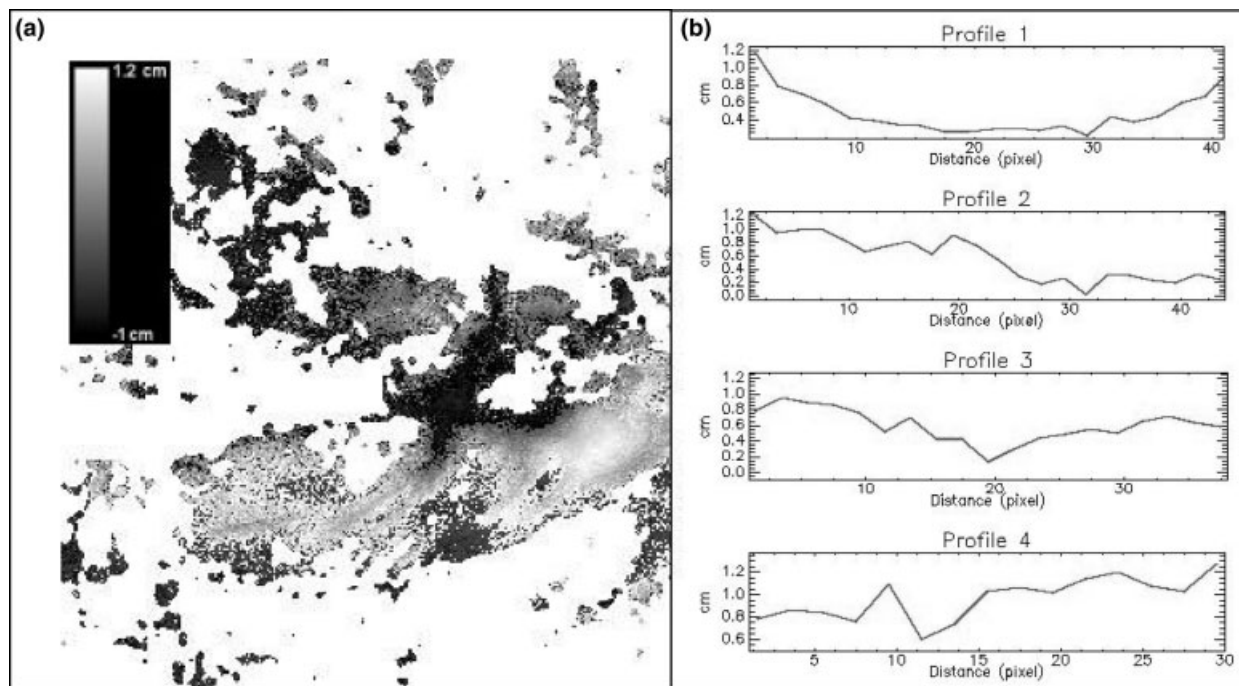 (a)
1.2 cm
-1 cm
(b)
Profile 1
1.2
1.0
0.8
0.6
0.4
cm
10 20 30 40
Distance (pixel)
Profile 2
1.2
1.0
0.8
0.6
0.4
0.2
0.0
cm
10 20 30 40
Distance (pixel)
Profile 3
1.2
1.0
0.8
0.6
0.4
0.2
0.0
cm
10 20 30
Distance (pixel)
Profile 4
1.2
1.0
0.8
0.6
cm
5 10 15 20 25 30
Distance (pixel)